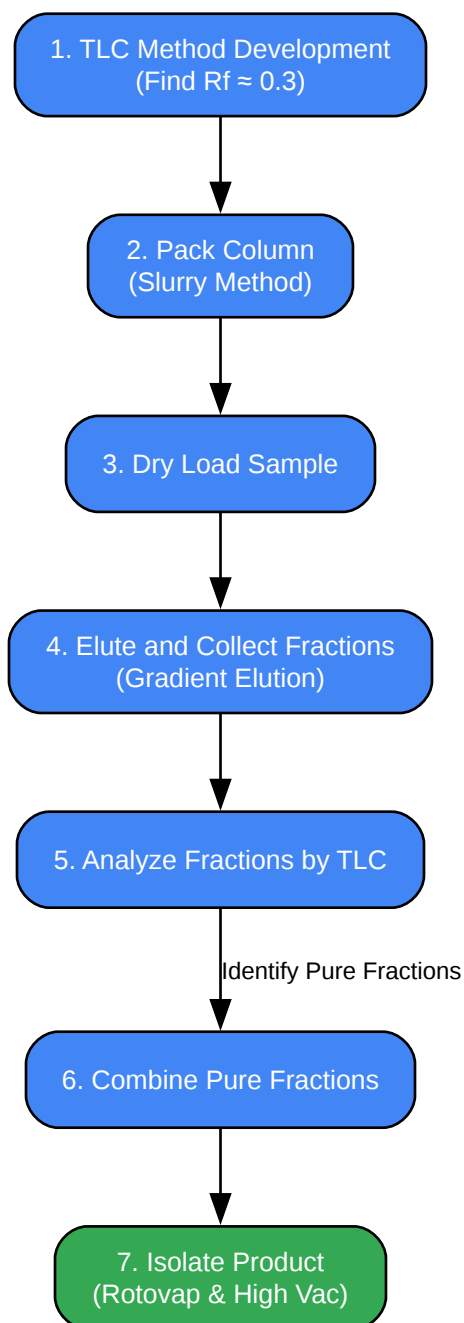 1. TLC Method Development
(Find Rf ≈ 0.3)
2. Pack Column
(Slurry Method)
3. Dry Load Sample
4. Elute and Collect Fractions
(Gradient Elution)
5. Analyze Fractions by TLC
Identify Pure Fractions
6. Combine Pure Fractions
7. Isolate Product
(Rotovap & High Vac)